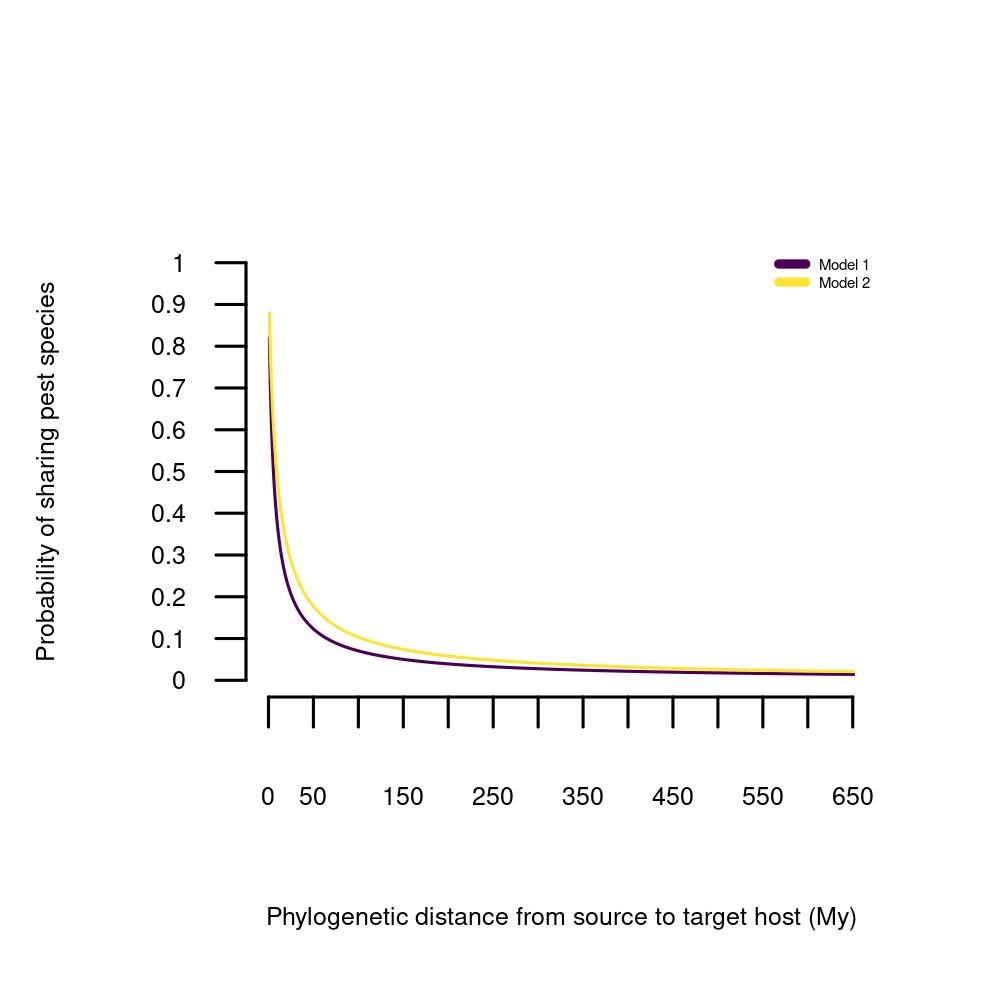 Model 1
Model 2
Probability of sharing pest species
1
0.9
0.8
0.7
0.6
0.5
0.4
0.3
0.2
0.1
0
0 50 150 250 350 450 550 650
Phylogenetic distance from source to target host (My)